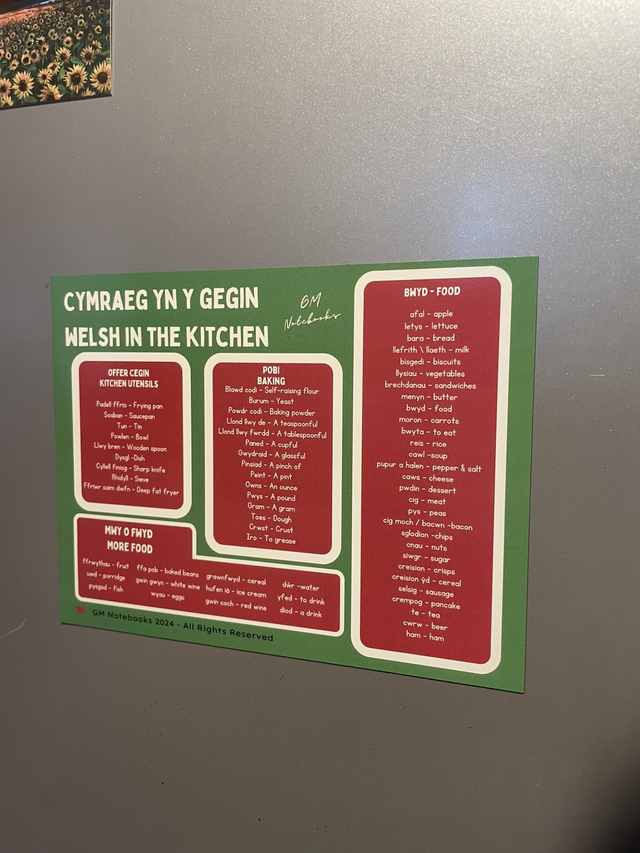 CYMRAEG YN Y GEGIN
WELSH IN THE KITCHEN
GM
Notebooks
OFFER CEGIN
KITCHEN UTENSILS
Padell ffrio - Frying pan
Sosban - Saucepan
Tun - Tin
Powlen - Bowl
Llwy bren - Wooden spoon
Dysgl -Dish
Cyllell finiog - Sharp knife
Rhidyll - Sieve
Ffriwr saim dwfn - Deep fat fryer
POBI
BAKING
Blawd codi - Self-raising flour
Burum - Yeast
Powdr codi - Baking powder
Llond llwy de - A teaspoonful
Llond llwy fwrdd - A tablespoonful
Paned - A cupful
Gwydraid - A glassful
Pinsiad - A pinch of
Peint - A pint
Owns - An ounce
Pwys - A pound
Gram - A gram
Toes - Dough
Crwst - Crust
Iro - To grease
MWY O FWYD
MORE FOOD
ffrwythau - fruit
uwd - porridge
pysgod - fish
ffa pob - baked beans
gwin gwyn - white wine
wyau - eggs
grawnfwyd - cereal
hufen iâ - ice cream
gwin coch - red wine
dŵr -water
yfed - to drink
diod - a drink
BWYD - FOOD
afal - apple
letys - lettuce
bara - bread
llefrith \ llaeth - milk
bisgedi - biscuits
llysiau - vegetables
brechdanau - sandwiches
menyn - butter
bwyd - food
moron - carrots
bwyta - to eat
reis - rice
cawl -soup
pupur a halen - pepper & salt
caws - cheese
pwdin - dessert
cig - meat
pys - peas
cig moch / bacwn -bacon
sglodion -chips
cnau - nuts
siwgr - sugar
creision - crisps
creision ŷd - cereal
selsig - sausage
crempog - pancake
te - tea
cwrw - beer
ham - ham
GM Notebooks 2024 - All Rights Reserved